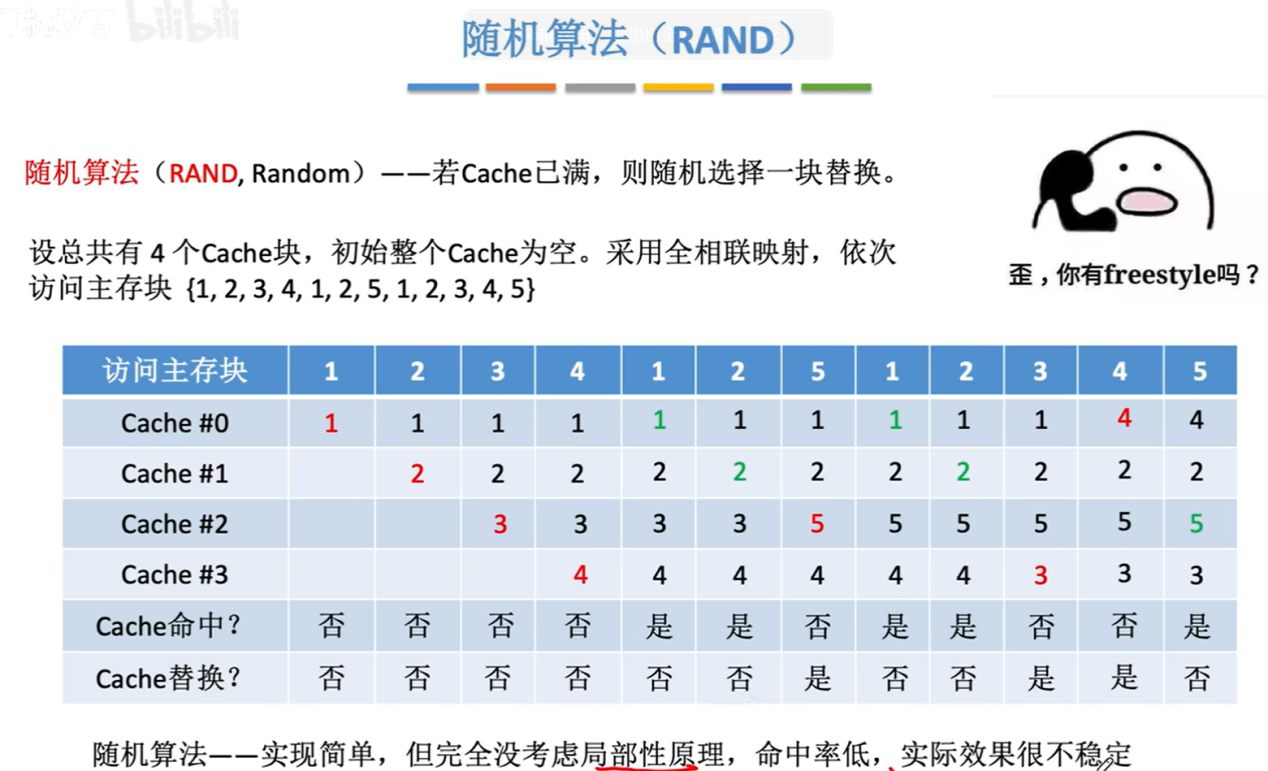 bilibili
随机算法（RAND）
随机算法（RAND, Random）——若Cache已满，则随机选择一块替换。
设总共有 4 个Cache块，初始整个Cache为空。采用全相联映射，依次
访问主存块 {1, 2, 3, 4, 1, 2, 5, 1, 2, 3, 4, 5}
歪，你有freestyle吗？
访问主存块 1 2 3 4 1 2 5 1 2 3 4 5
Cache #0 1 1 1 1 1 1 1 1 1 1 4 4
Cache #1 2 2 2 2 2 2 2 2 2 2 2
Cache #2 3 3 3 3 5 5 5 5 5 5
Cache #3 4 4 4 4 4 4 3 3 3
Cache命中？ 否 否 否 否 是 是 否 是 是 否 否 是
Cache替换？ 否 否 否 否 否 否 是 否 否 是 是 否
随机算法——实现简单，但完全没考虑局部性原理，命中率低，实际效果很不稳定